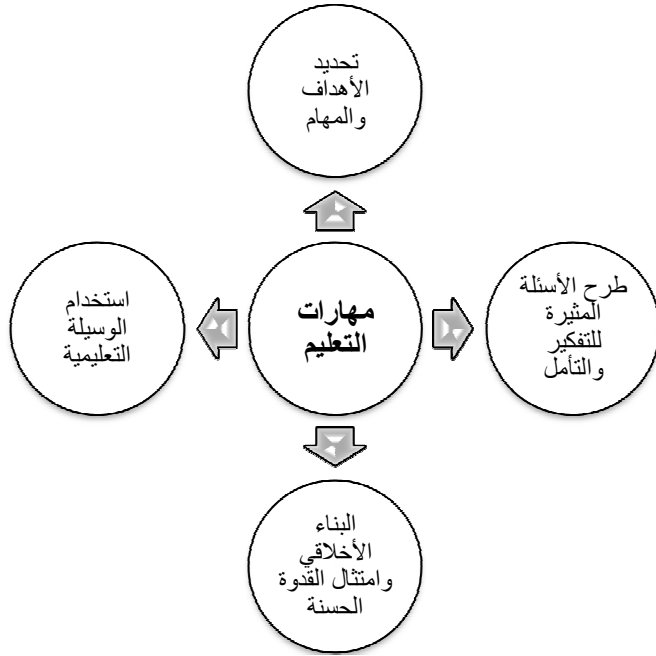 تحديد
الأهداف
والمهام
طرح الأسئلة
المثيرة
للتفكير
والتأمل
مهارات
التعليم
استخدام
الوسيلة
التعليمية
البناء
الأخلاقي
وامتثال القدوة
الحسنة